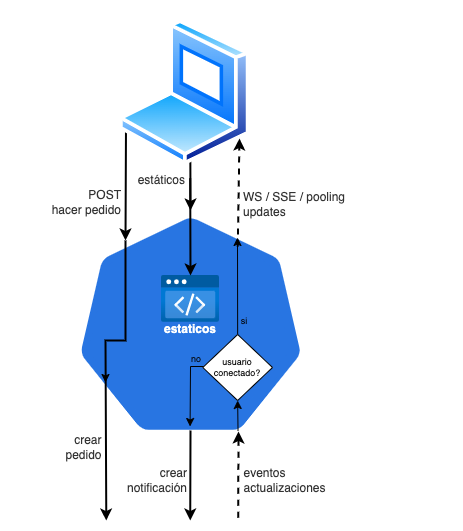 estáticos
POST
hacer pedido
WS / SSE / pooling
updates
</>
estaticos
si
no
usuario
conectado?
crear
pedido
crear
notificación
eventos
actualizaciones